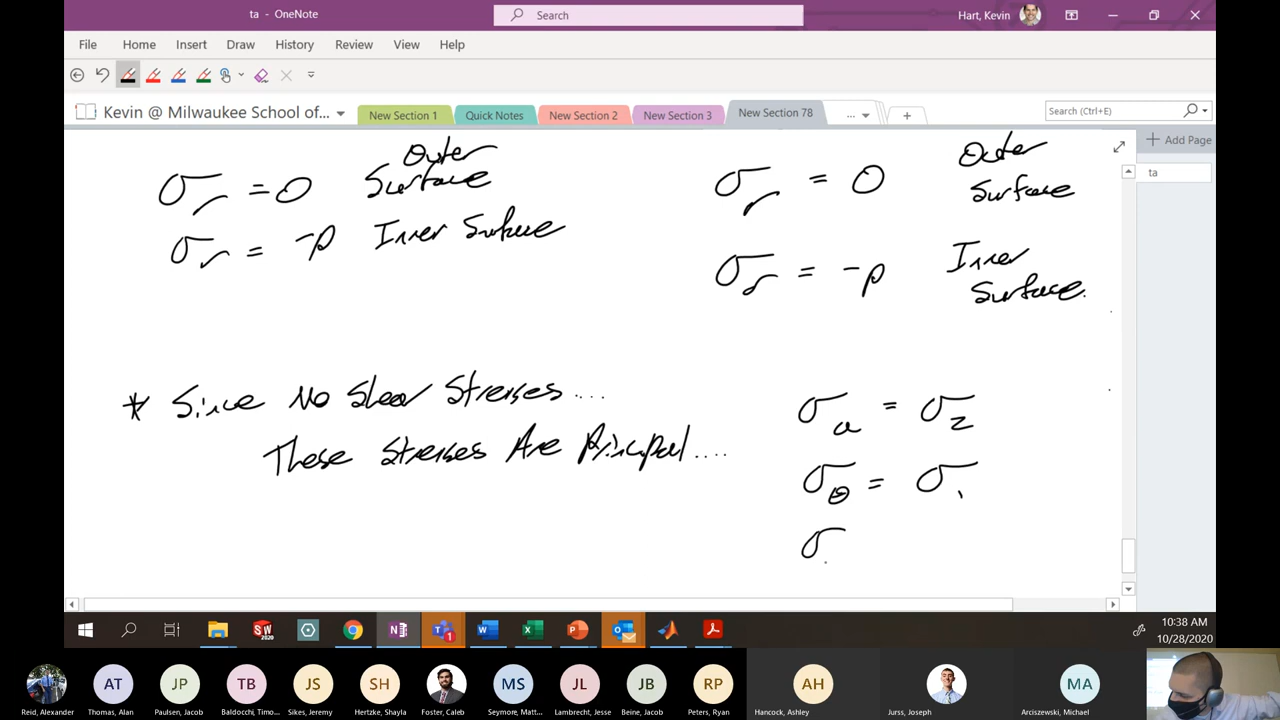 ta - OneNote
Search
Hart, Kevin
File Home Insert Draw History Review View Help
Kevin @ Milwaukee School of...
New Section 1 Quick Notes New Section 2 New Section 3 New Section 78 ...
Search (Ctrl+E)
Add Page
ta
σr = 0 Outer Surface
σr = -p Inner Surface
σr = 0 Outer Surface
σr = -p Inner Surface.
* Since No Shear Stresses ...
These Stresses Are Principal ....
σa = σ2
σθ = σ1
σ
10:38 AM
10/28/2020
SW
2020
1
AT
JP
TB
JS
SH
MS
JL
JB
RP
AH
MA
Reid, Alexander
Thomas, Alan
Paulsen, Jacob
Baldocchi, Timo...
Sikes, Jeremy
Hertzke, Shayla
Foster, Caleb
Seymore, Matt...
Lambrecht, Jesse
Beine, Jacob
Peters, Ryan
Hancock, Ashley
Jurss, Joseph
Arciszewski, Michael